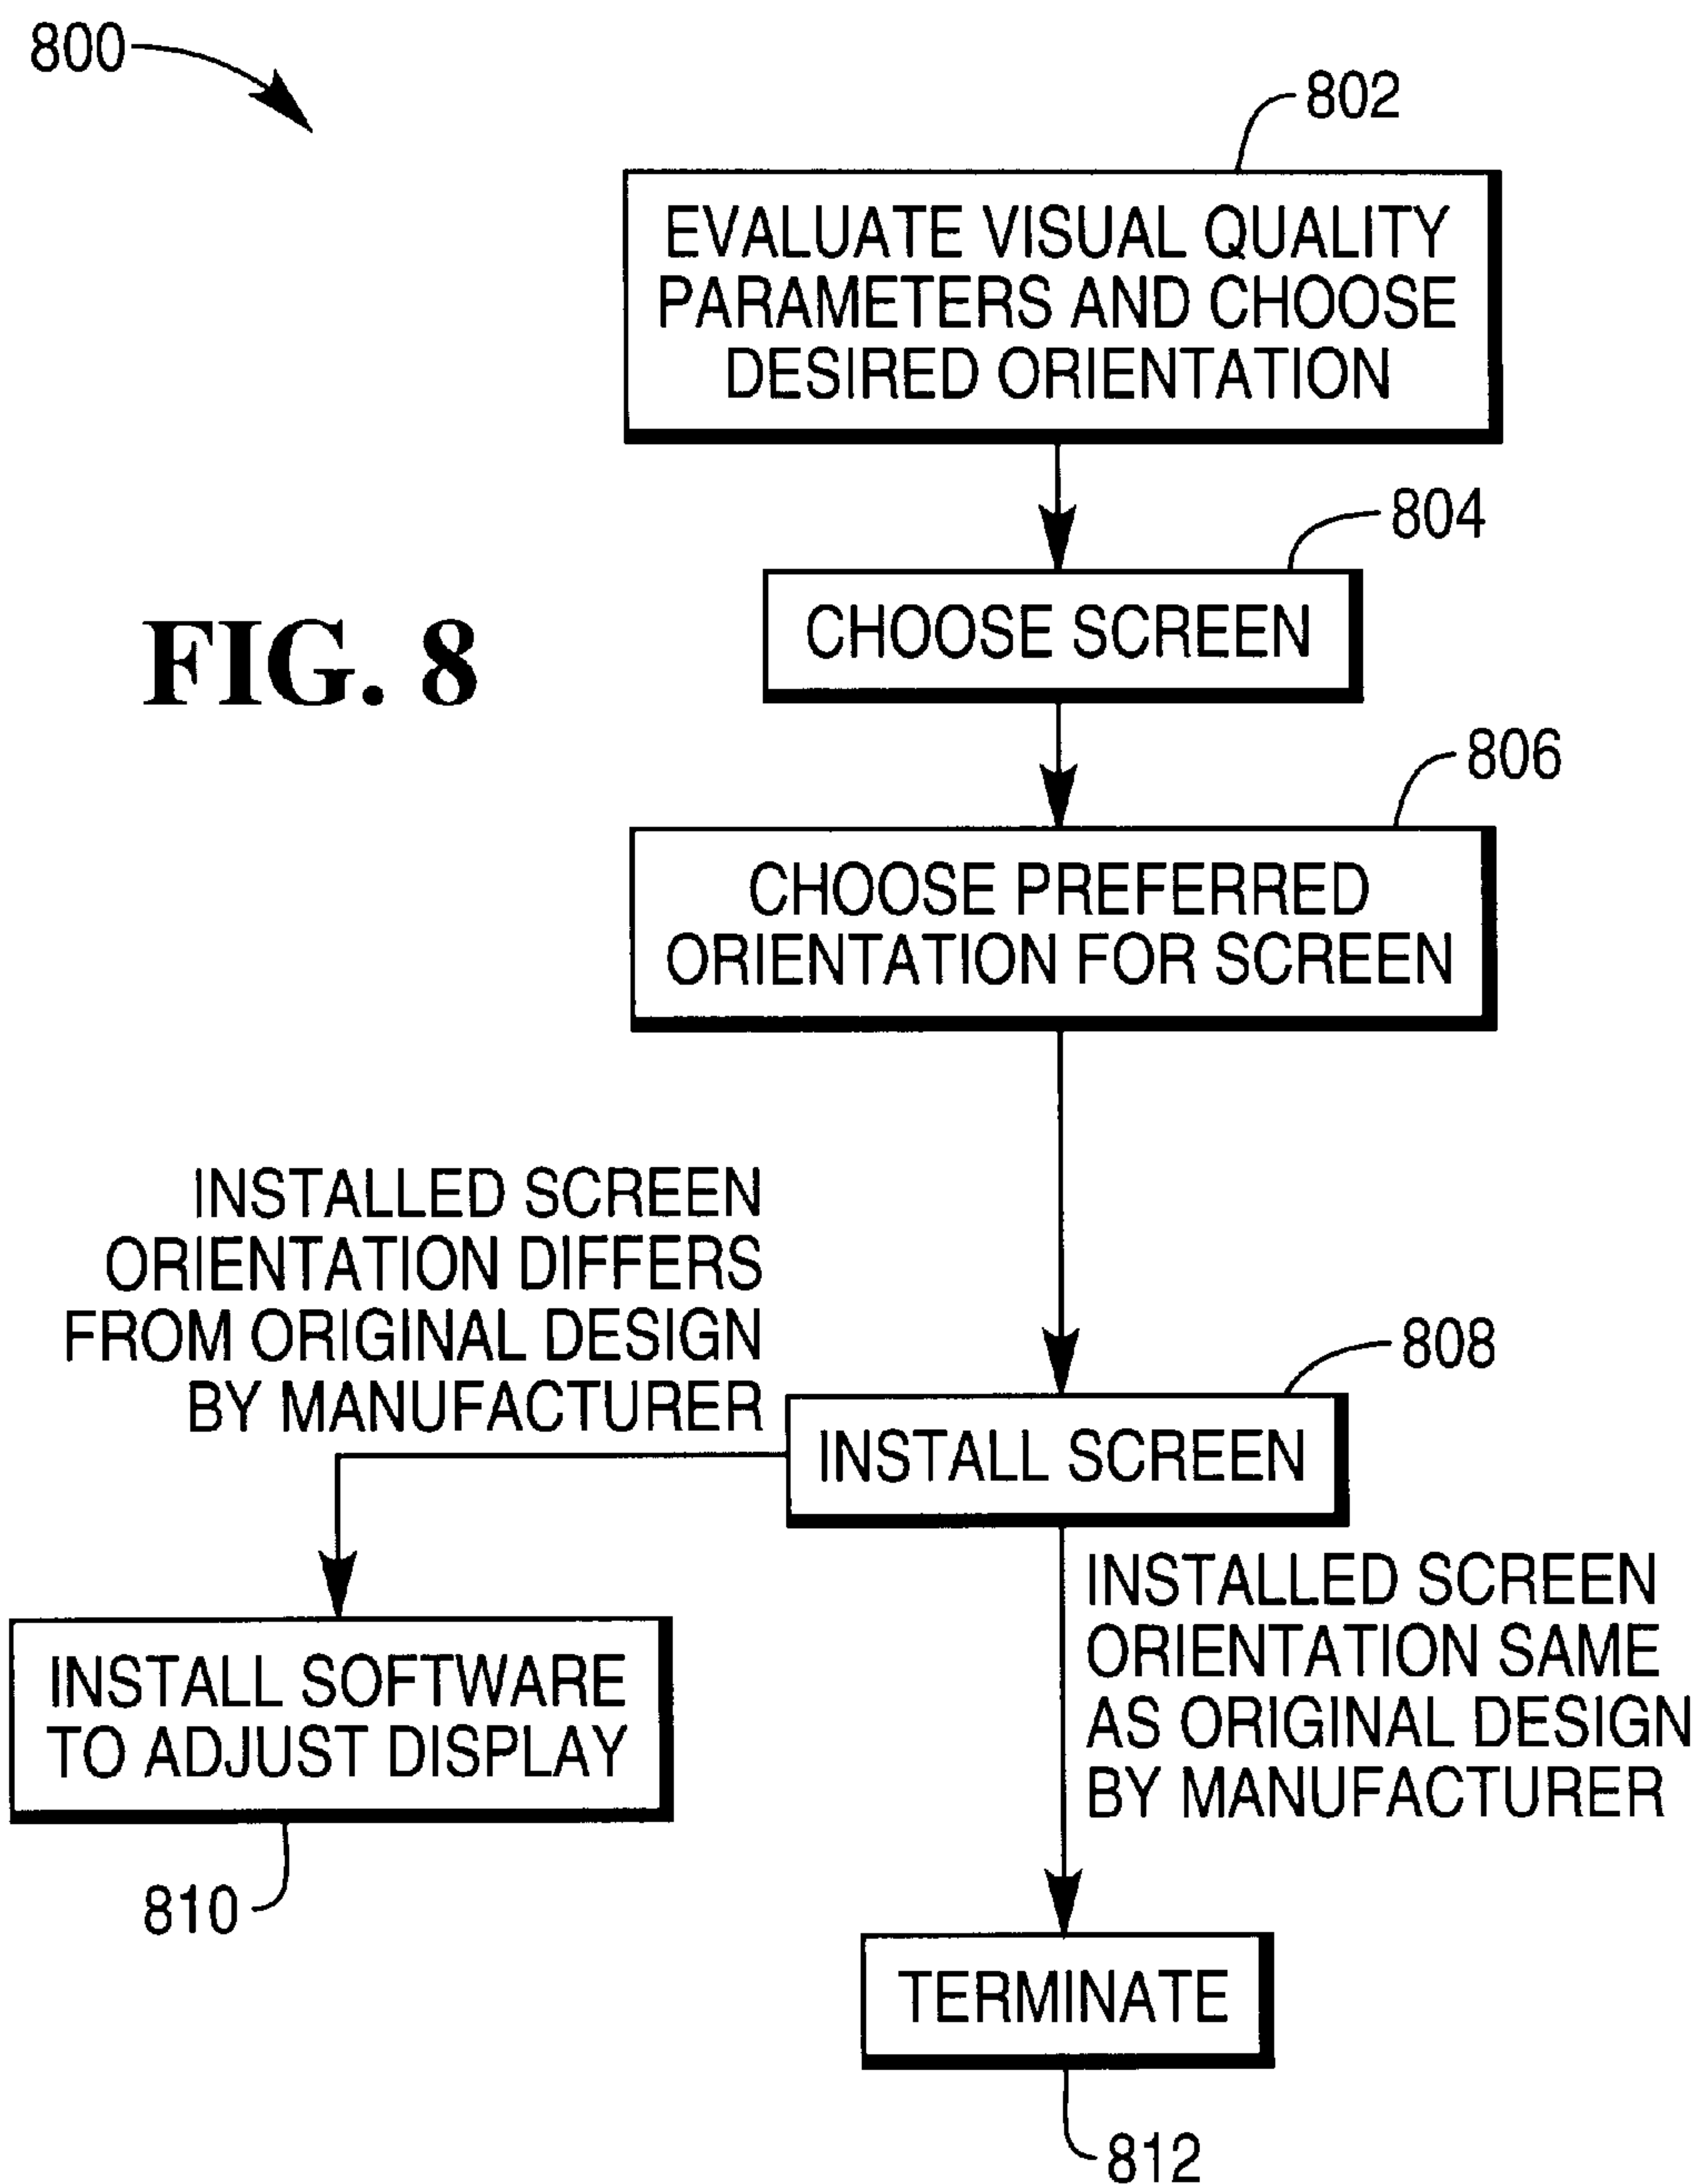 800
802
EVALUATE VISUAL QUALITY
PARAMETERS AND CHOOSE
DESIRED ORIENTATION
804
CHOOSE SCREEN
FIG. 8
806
CHOOSE PREFERRED
ORIENTATION FOR SCREEN
INSTALLED SCREEN
ORIENTATION DIFFERS
FROM ORIGINAL DESIGN
BY MANUFACTURER
808
INSTALL SCREEN
INSTALLED SCREEN
ORIENTATION SAME
AS ORIGINAL DESIGN
BY MANUFACTURER
INSTALL SOFTWARE
TO ADJUST DISPLAY
810
TERMINATE
812